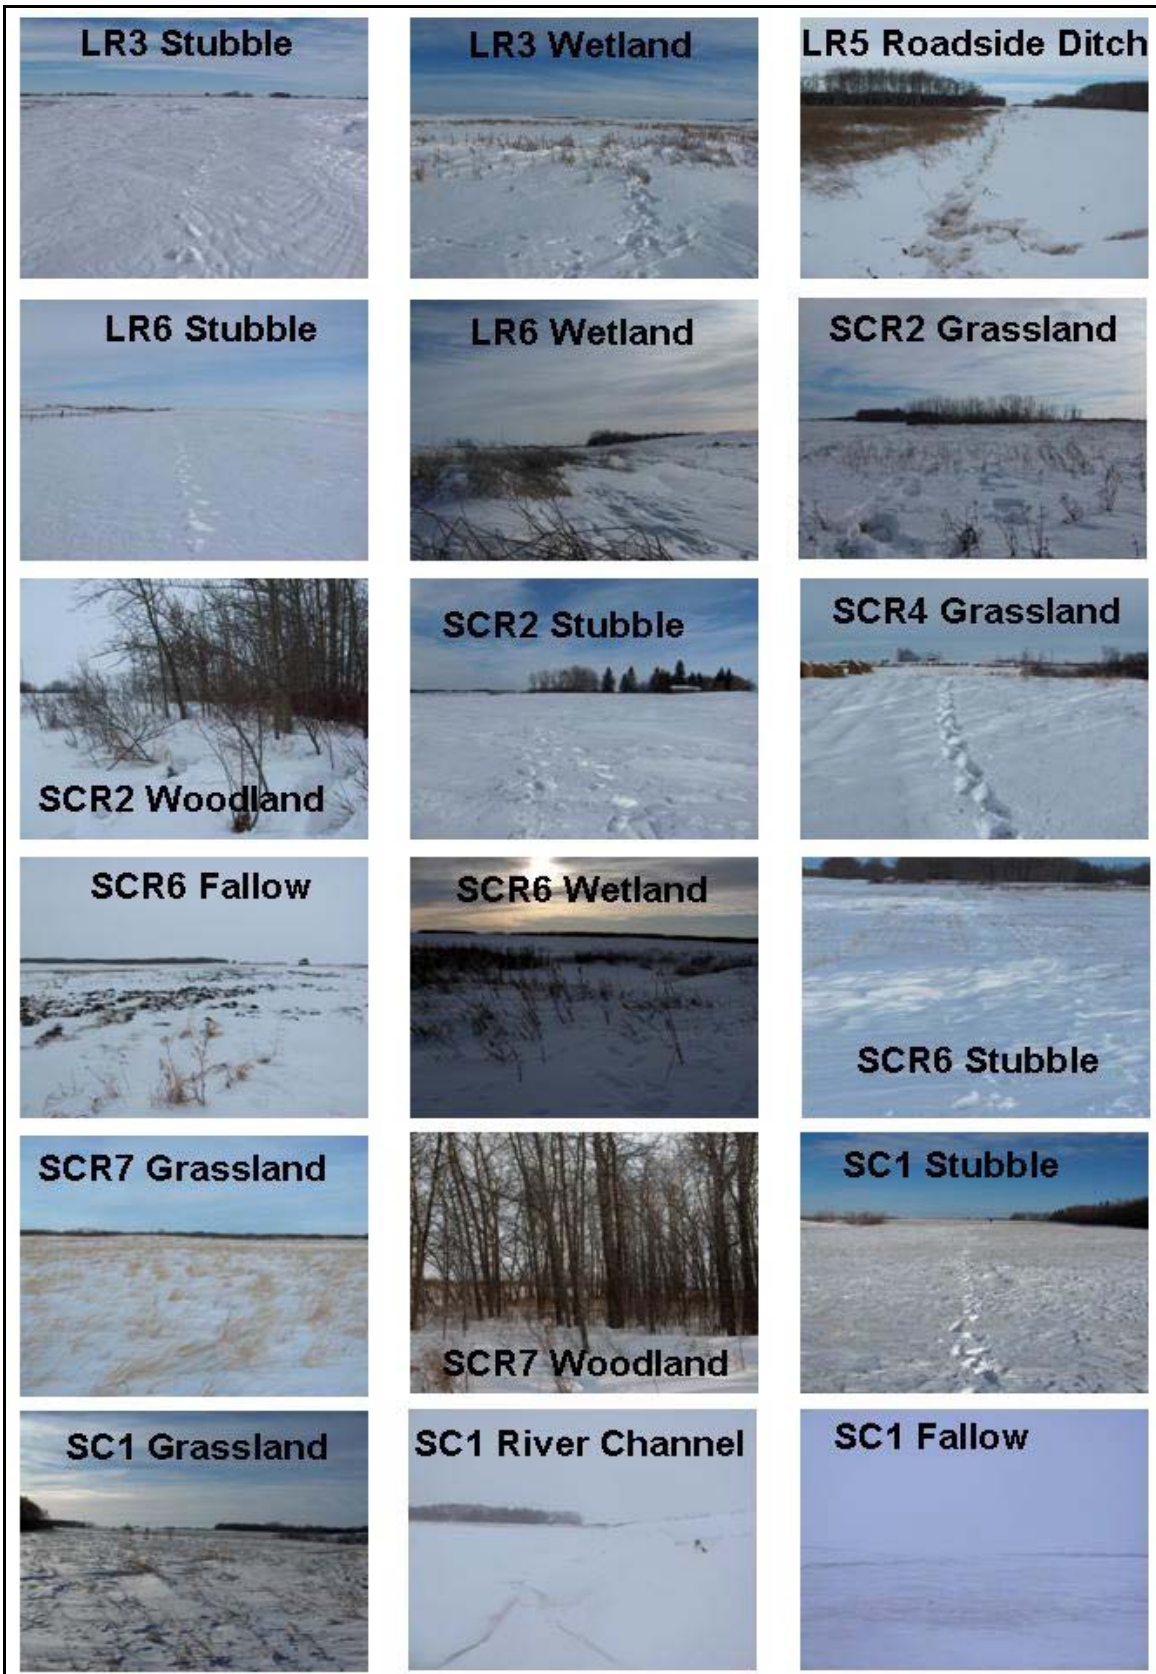 LR3 Stubble
LR3 Wetland
LR5 Roadside Ditch
LR6 Stubble
LR6 Wetland
SCR2 Grassland
SCR2 Woodland
SCR2 Stubble
SCR4 Grassland
SCR6 Fallow
SCR6 Wetland
SCR6 Stubble
SCR7 Grassland
SCR7 Woodland
SC1 Stubble
SC1 Grassland
SC1 River Channel
SC1 Fallow